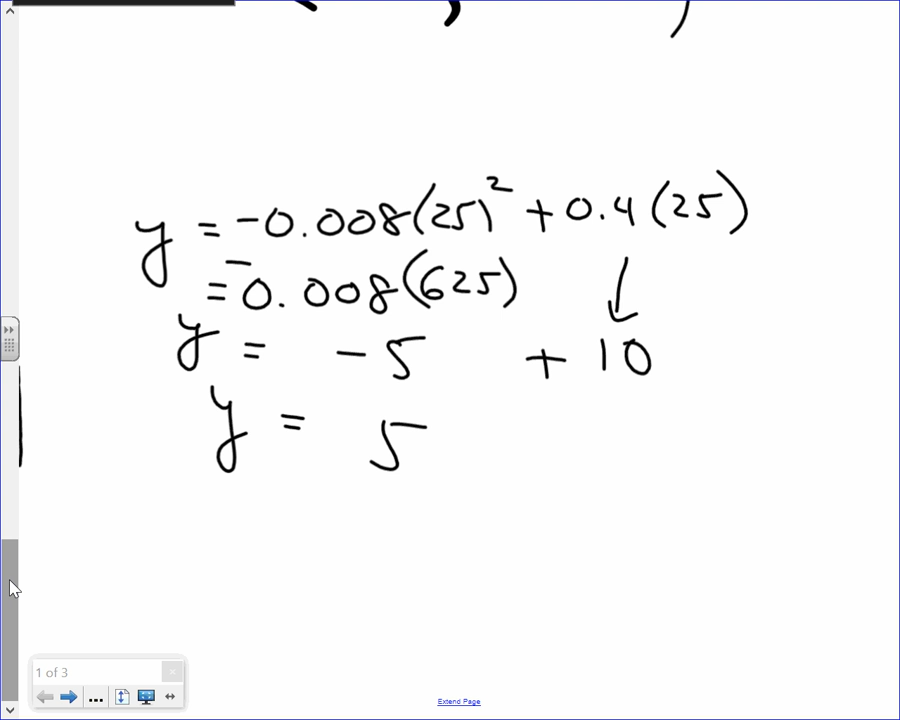 y = -0.008(25)² + 0.4(25)
= -0.008(625) ↓
y = -5 + 10
y = 5
1 of 3
...
Extend Page